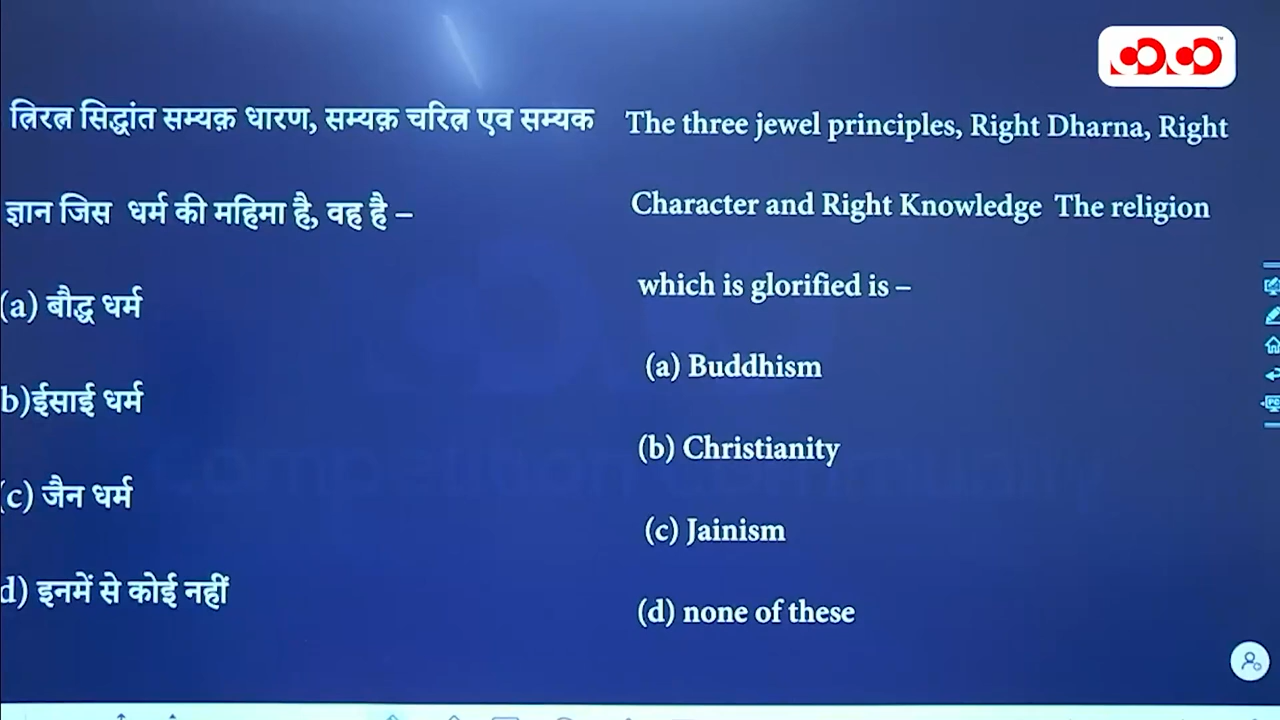 त्रिरत्न सिद्धांत सम्यक़ धारण, सम्यक़ चरित्र एव सम्यक
ज्ञान जिस धर्म की महिमा है, वह है –
(a) बौद्ध धर्म
b)ईसाई धर्म
(c) जैन धर्म
d) इनमें से कोई नहीं
The three jewel principles, Right Dharna, Right
Character and Right Knowledge The religion
which is glorified is –
(a) Buddhism
(b) Christianity
(c) Jainism
(d) none of these